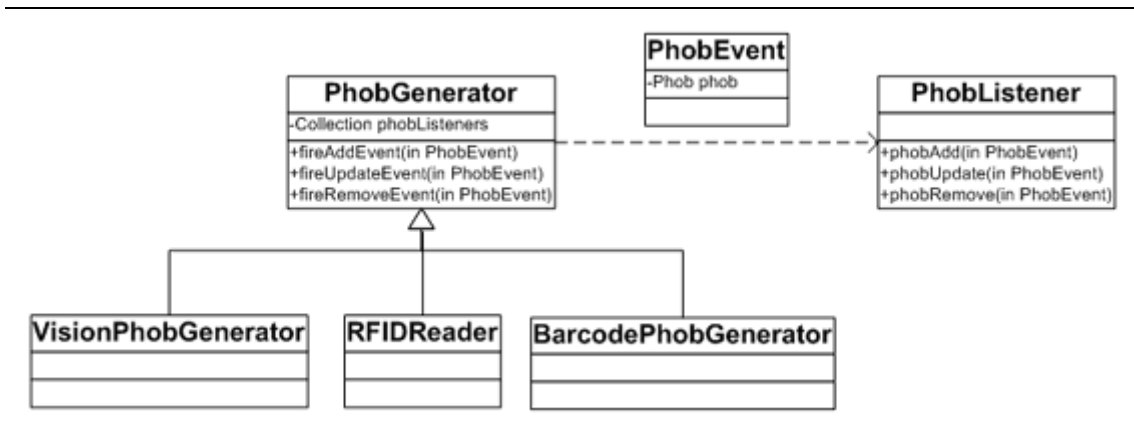 PhobEvent
-Phob phob
PhobGenerator
-Collection phobListeners
+fireAddEvent(in PhobEvent)
+fireUpdateEvent(in PhobEvent)
+fireRemoveEvent(in PhobEvent)
PhobListener
+phobAdd(in PhobEvent)
+phobUpdate(in PhobEvent)
+phobRemove(in PhobEvent)
VisionPhobGenerator
RFIDReader
BarcodePhobGenerator